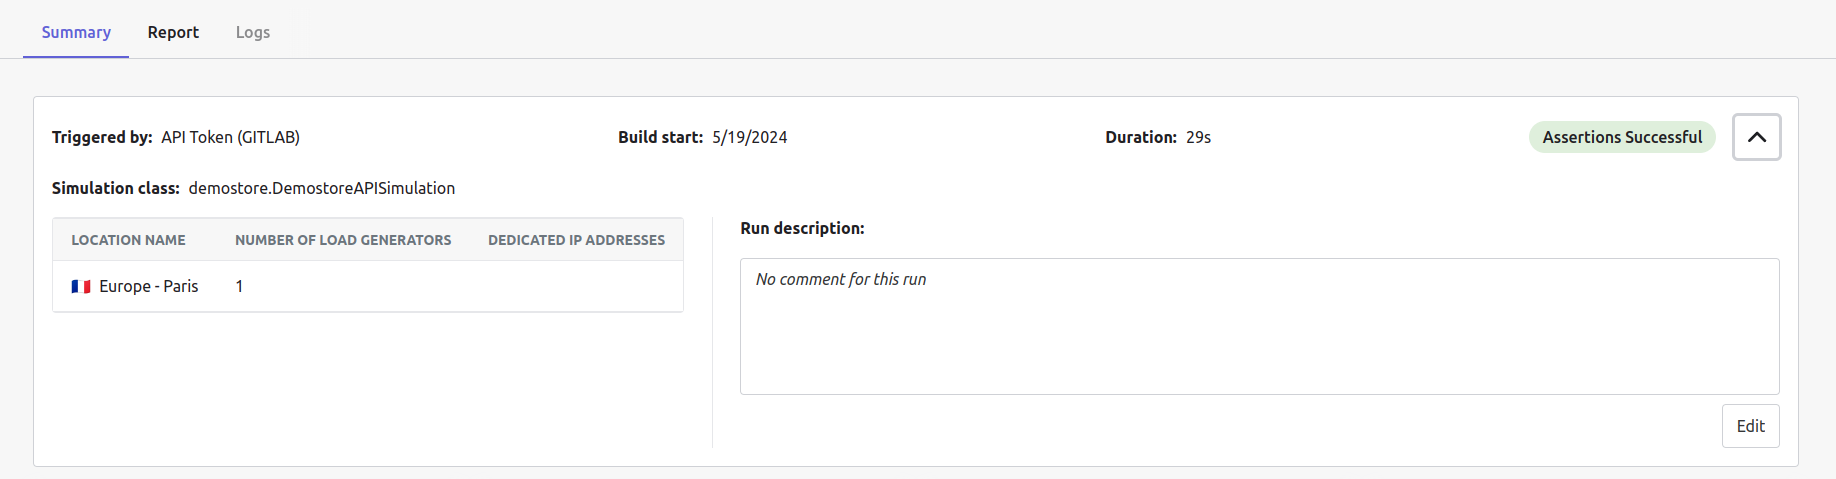 Summary Report Logs
Triggered by: API Token (GITLAB) Build start: 5/19/2024 Duration: 29s Assertions Successful
Simulation class: demostore.DemostoreAPISimulation
LOCATION NAME NUMBER OF LOAD GENERATORS DEDICATED IP ADDRESSES
Europe - Paris 1
Run description:
No comment for this run
Edit